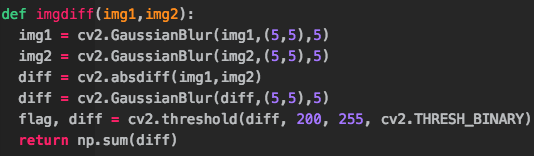 def imgdiff(img1,img2):
  img1 = cv2.GaussianBlur(img1,(5,5),5)
  img2 = cv2.GaussianBlur(img2,(5,5),5)
  diff = cv2.absdiff(img1,img2)
  diff = cv2.GaussianBlur(diff,(5,5),5)
  flag, diff = cv2.threshold(diff, 200, 255, cv2.THRESH_BINARY)
  return np.sum(diff)